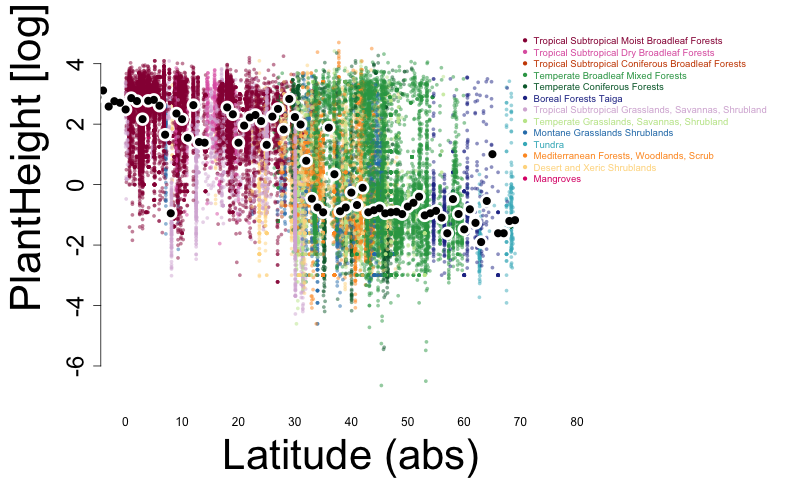 PlantHeight [log]
4
2
0
-2
-4
-6
0 10 20 30 40 50 60 70 80
Latitude (abs)
Tropical Subtropical Moist Broadleaf Forests
Tropical Subtropical Dry Broadleaf Forests
Tropical Subtropical Coniferous Broadleaf Forests
Temperate Broadleaf Mixed Forests
Temperate Coniferous Forests
Boreal Forests Taiga
Tropical Subtropical Grasslands, Savannas, Shrubland
Temperate Grasslands, Savannas, Shrubland
Montane Grasslands Shrublands
Tundra
Mediterranean Forests, Woodlands, Scrub
Desert and Xeric Shrublands
Mangroves